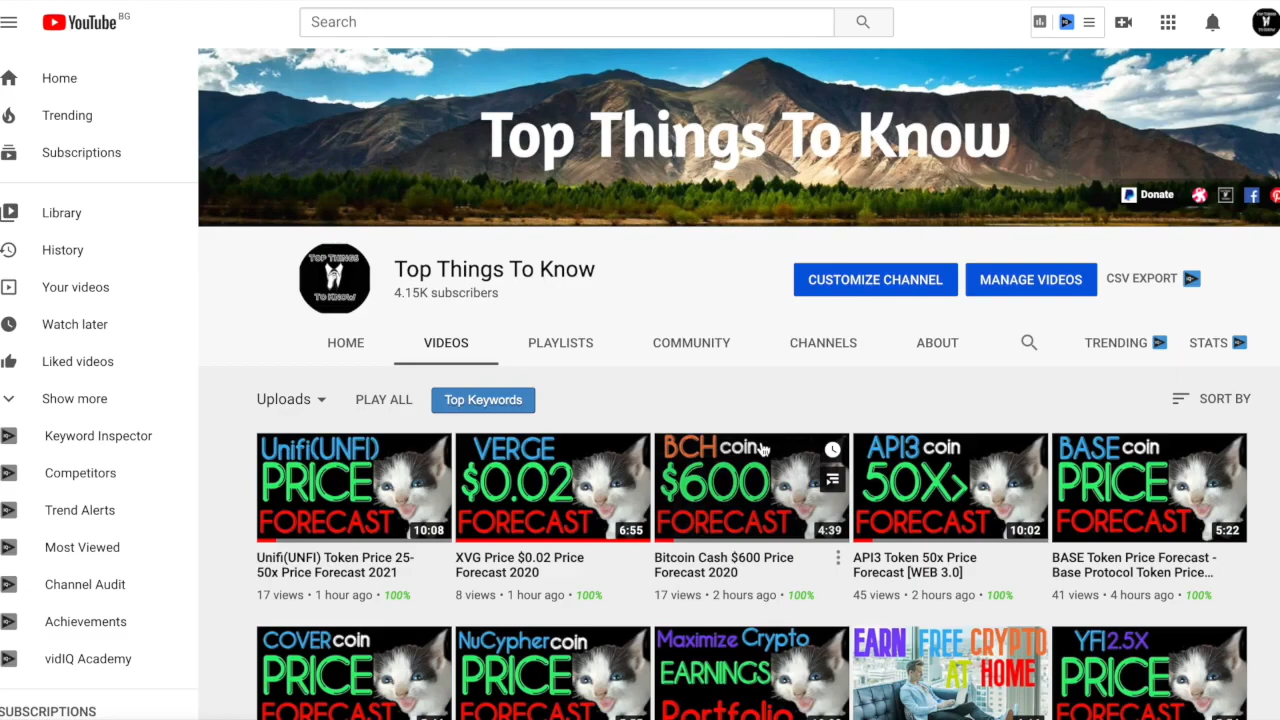 YouTube BG
Search
Home
Trending
Subscriptions
Library
History
Your videos
Watch later
Liked videos
Show more
Keyword Inspector
Competitors
Trend Alerts
Most Viewed
Channel Audit
Achievements
vidIQ Academy
SUBSCRIPTIONS
Top Things To Know
Donate
TOP THINGS
TO KNOW
Top Things To Know
4.15K subscribers
CUSTOMIZE CHANNEL
MANAGE VIDEOS
CSV EXPORT
HOME
VIDEOS
PLAYLISTS
COMMUNITY
CHANNELS
ABOUT
TRENDING
STATS
Uploads
PLAY ALL
Top Keywords
SORT BY
Unifi(UNFI)
PRICE
FORECAST
10:08
Unifi(UNFI) Token Price 25-
50x Price Forecast 2021
17 views • 1 hour ago • 100%
VERGE
$0.02
FORECAST
6:55
XVG Price $0.02 Price
Forecast 2020
8 views • 1 hour ago • 100%
BCH coin
$600
FORECAST
4:39
Bitcoin Cash $600 Price
Forecast 2020
17 views • 2 hours ago • 100%
API3 coin
50X>
FORECAST
10:02
API3 Token 50x Price
Forecast [WEB 3.0]
45 views • 2 hours ago • 100%
BASE coin
PRICE
FORECAST
5:22
BASE Token Price Forecast -
Base Protocol Token Price...
41 views • 4 hours ago • 100%
COVER coin
PRICE
FORECAST
NuCypher coin
PRICE
FORECAST
Maximize Crypto
EARNINGS
Portfolio
EARN FREE CRYPTO
AT HOME
YFI 2.5X
PRICE
FORECAST